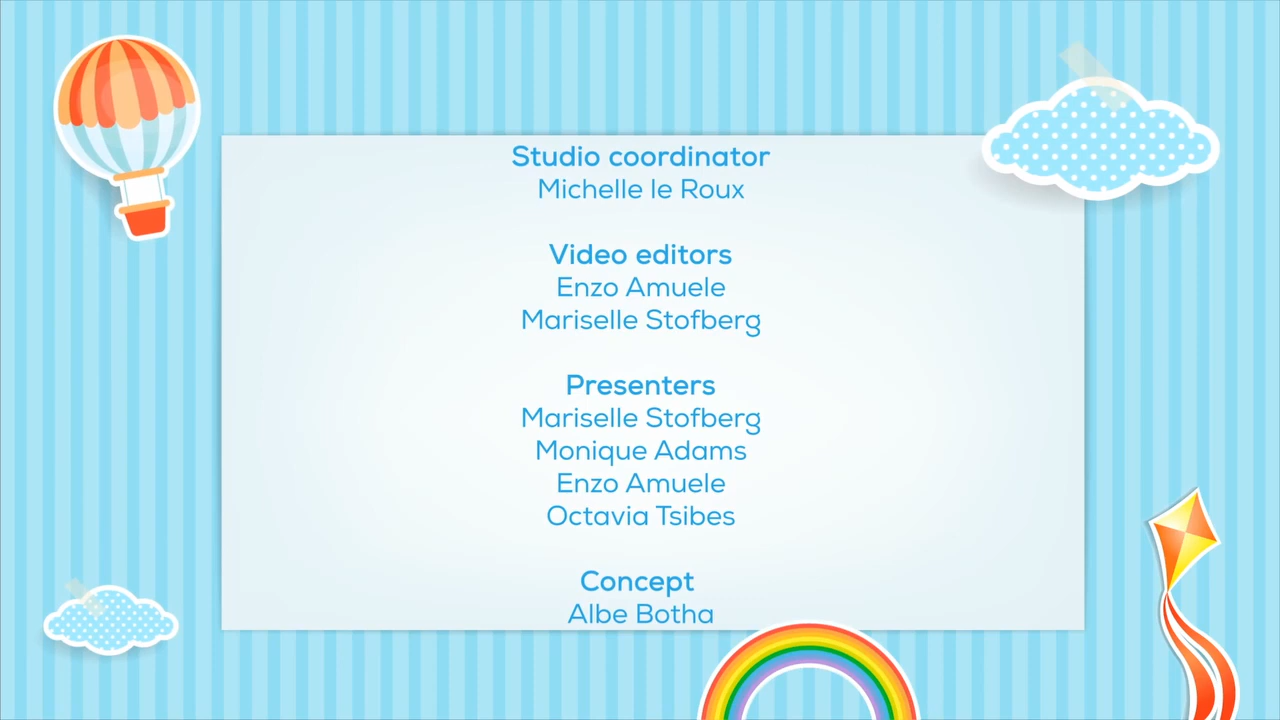 Studio coordinator
Michelle le Roux
Video editors
Enzo Amuele
Mariselle Stofberg
Presenters
Mariselle Stofberg
Monique Adams
Enzo Amuele
Octavia Tsibes
Concept
Albe Botha